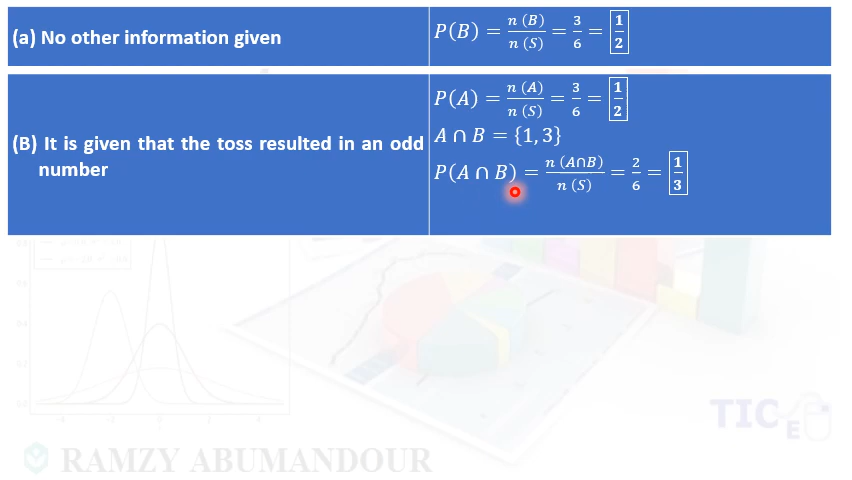 (a) No other information given
P(B) = n (B)/n (S) = 3/6 = 1/2
(B) It is given that the toss resulted in an odd
number
P(A) = n (A)/n (S) = 3/6 = 1/2
A ∩ B = {1,3}
P(A ∩ B) = n (A∩B)/n (S) = 2/6 = 1/3
TIC
E
RAMZY ABUMANDOUR